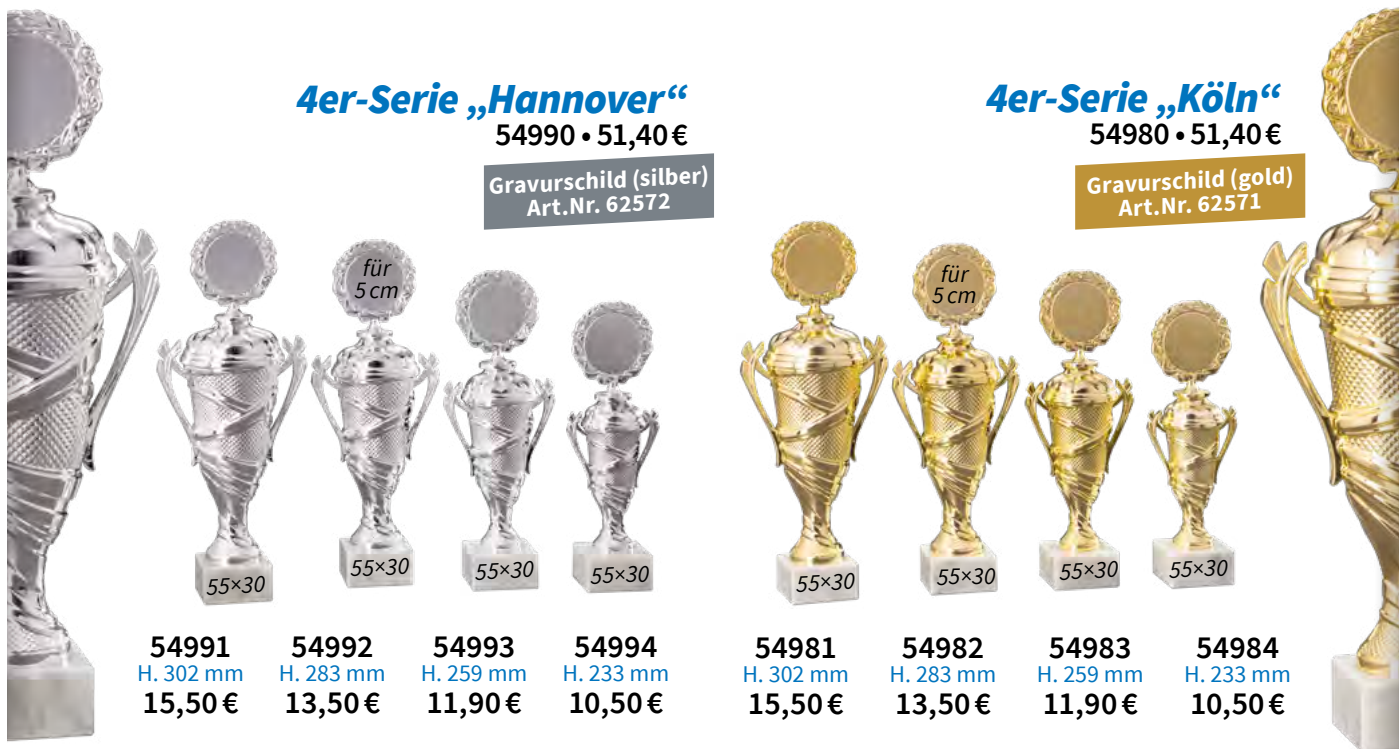 4er-Serie „Hannover“
54990 • 51,40 €
Gravurschild (silber)
Art.Nr. 62572
für
5 cm
55×30
55×30
55×30
55×30
54991
H. 302 mm
15,50 €
54992
H. 283 mm
13,50 €
54993
H. 259 mm
11,90 €
54994
H. 233 mm
10,50 €
4er-Serie „Köln“
54980 • 51,40 €
Gravurschild (gold)
Art.Nr. 62571
für
5 cm
55×30
55×30
55×30
55×30
54981
H. 302 mm
15,50 €
54982
H. 283 mm
13,50 €
54983
H. 259 mm
11,90 €
54984
H. 233 mm
10,50 €